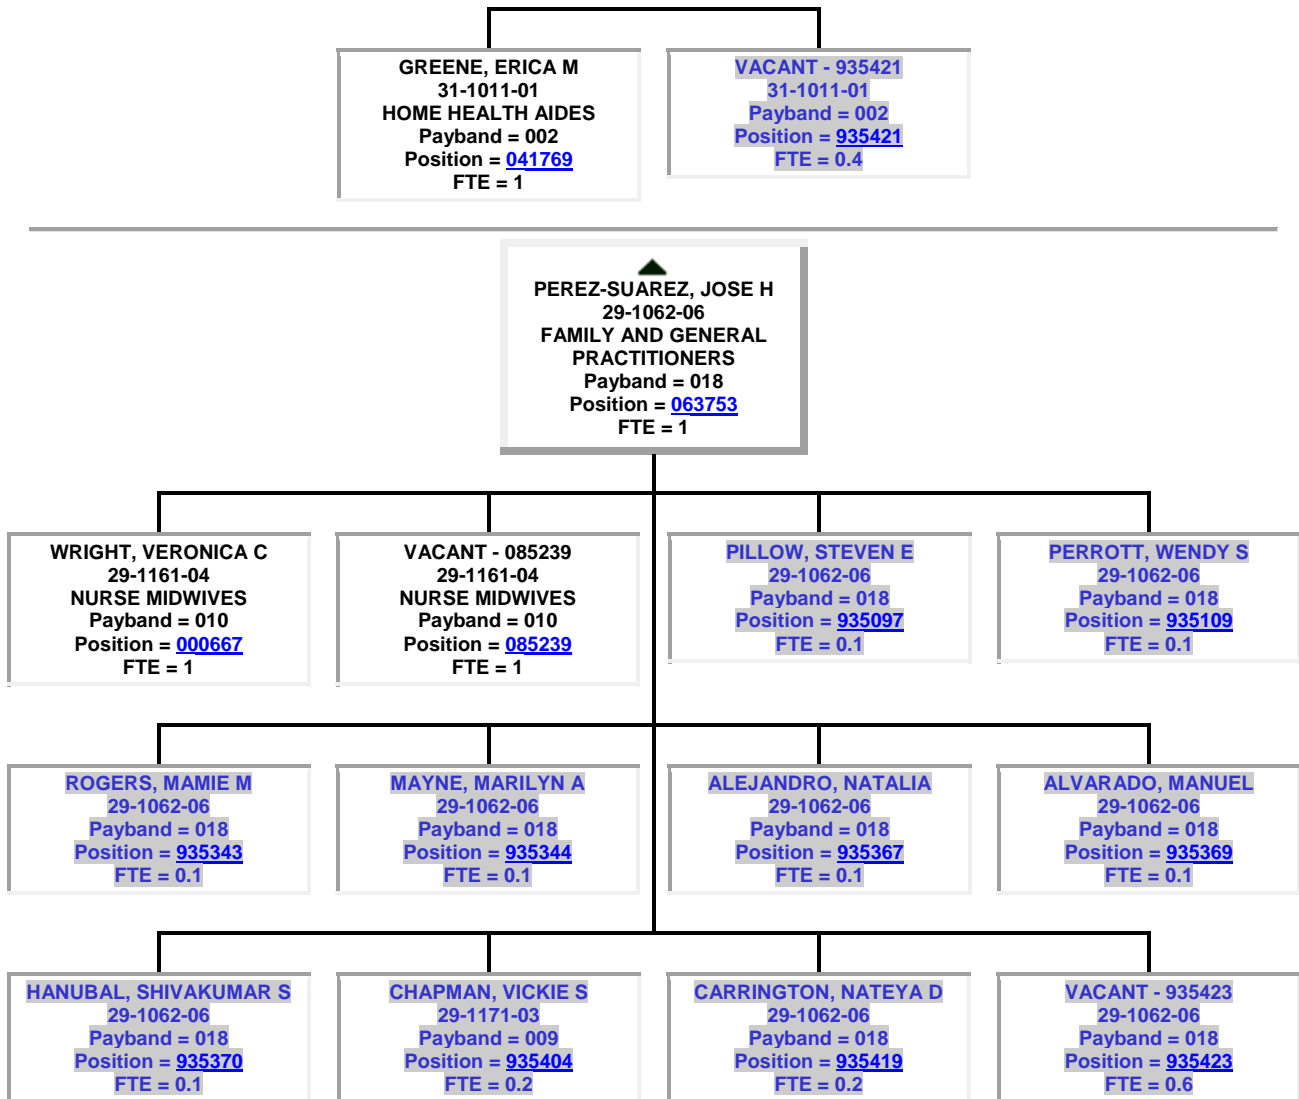 GREENE, ERICA M
31-1011-01
HOME HEALTH AIDES
Payband = 002
Position = 041769
FTE = 1
VACANT - 935421
31-1011-01
Payband = 002
Position = 935421
FTE = 0.4
PEREZ-SUAREZ, JOSE H
29-1062-06
FAMILY AND GENERAL
PRACTITIONERS
Payband = 018
Position = 063753
FTE = 1
WRIGHT, VERONICA C
29-1161-04
NURSE MIDWIVES
Payband = 010
Position = 000667
FTE = 1
VACANT - 085239
29-1161-04
NURSE MIDWIVES
Payband = 010
Position = 085239
FTE = 1
PILLOW, STEVEN E
29-1062-06
Payband = 018
Position = 935097
FTE = 0.1
PERROTT, WENDY S
29-1062-06
Payband = 018
Position = 935109
FTE = 0.1
ROGERS, MAMIE M
29-1062-06
Payband = 018
Position = 935343
FTE = 0.1
MAYNE, MARILYN A
29-1062-06
Payband = 018
Position = 935344
FTE = 0.1
ALEJANDRO, NATALIA
29-1062-06
Payband = 018
Position = 935367
FTE = 0.1
ALVARADO, MANUEL
29-1062-06
Payband = 018
Position = 935369
FTE = 0.1
HANUBAL, SHIVAKUMAR S
29-1062-06
Payband = 018
Position = 935370
FTE = 0.1
CHAPMAN, VICKIE S
29-1171-03
Payband = 009
Position = 935404
FTE = 0.2
CARRINGTON, NATEYA D
29-1062-06
Payband = 018
Position = 935419
FTE = 0.2
VACANT - 935423
29-1062-06
Payband = 018
Position = 935423
FTE = 0.6